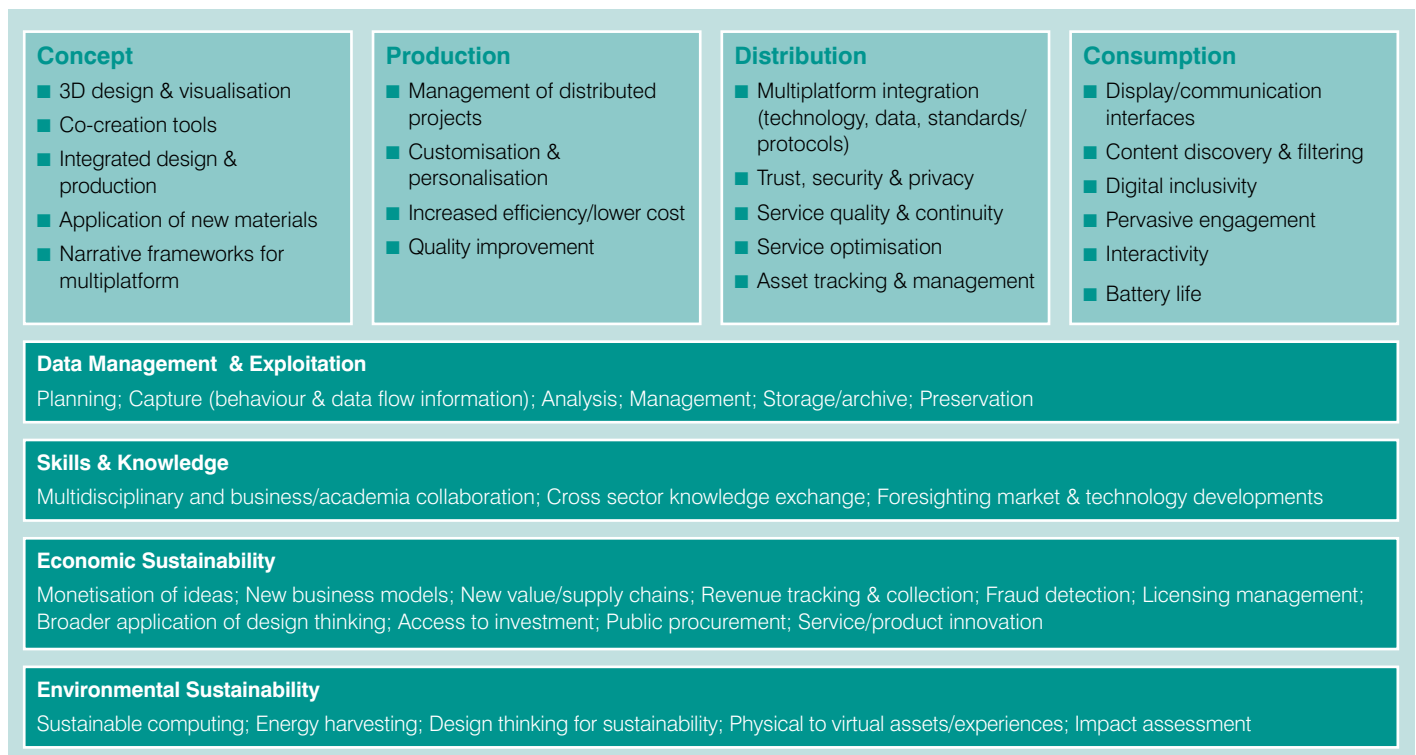 Concept
■ 3D design & visualisation
■ Co-creation tools
■ Integrated design &
production
■ Application of new materials
■ Narrative frameworks for
multiplatform
Production
■ Management of distributed
projects
■ Customisation &
personalisation
■ Increased efficiency/lower cost
■ Quality improvement
Distribution
■ Multiplatform integration
(technology, data, standards/
protocols)
■ Trust, security & privacy
■ Service quality & continuity
■ Service optimisation
■ Asset tracking & management
Consumption
■ Display/communication
interfaces
■ Content discovery & filtering
■ Digital inclusivity
■ Pervasive engagement
■ Interactivity
■ Battery life
Data Management & Exploitation
Planning; Capture (behaviour & data flow information); Analysis; Management; Storage/archive; Preservation
Skills & Knowledge
Multidisciplinary and business/academia collaboration; Cross sector knowledge exchange; Foresighting market & technology developments
Economic Sustainability
Monetisation of ideas; New business models; New value/supply chains; Revenue tracking & collection; Fraud detection; Licensing management;
Broader application of design thinking; Access to investment; Public procurement; Service/product innovation
Environmental Sustainability
Sustainable computing; Energy harvesting; Design thinking for sustainability; Physical to virtual assets/experiences; Impact assessment